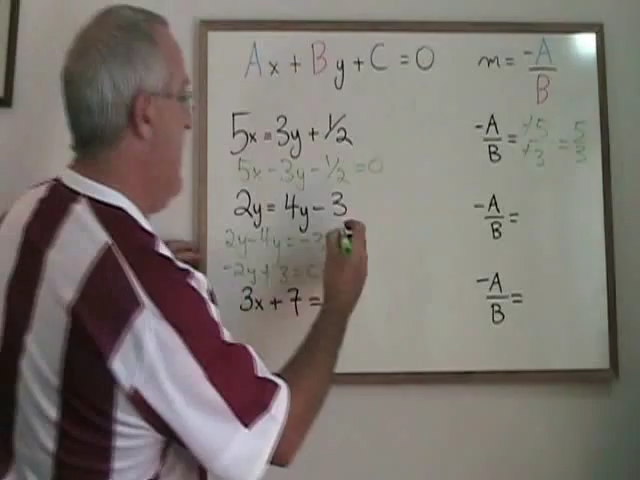 Ax + By + C = 0
m = -A/B
5x = 3y + 1/2
5x - 3y - 1/2 = 0
-A/B = -5/-3 = 5/3
2y = 4y - 3
2y - 4y = -3
-2y + 3 =
-A/B =
3x + 7 =
-A/B =